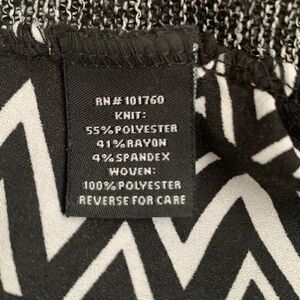 RN# 101760
KNIT:
55%POLYESTER
41%RAYON
4%SPANDEX
WOVEN:
100%POLYESTER
REVERSE FOR CARE